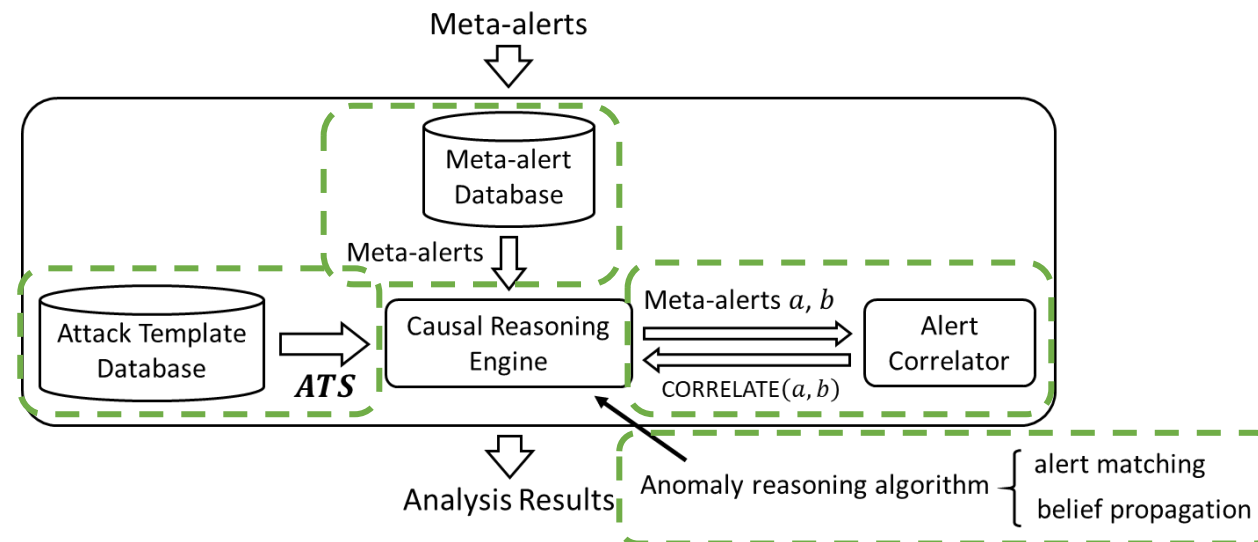 Meta-alerts
Meta-alert
Database
Meta-alerts
Attack Template
Database
ATS
Causal Reasoning
Engine
Meta-alerts a, b
CORRELATE(a, b)
Alert
Correlator
Analysis Results
Anomaly reasoning algorithm
alert matching
belief propagation